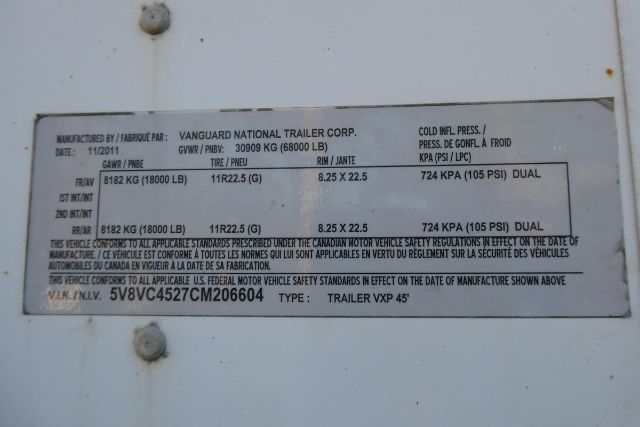 MANUFACTURED BY / FABRIQUÉ PAR : VANGUARD NATIONAL TRAILER CORP.
DATE : 11/2011 GVWR / PNBV: 30909 KG (68000 LB)
COLD INFL. PRESS. /
PRESS. DE GONFL. À FROID
GAWR / PNBE TIRE / PNEU RIM / JANTE KPA (PSI / LPC)
FR/AV 8182 KG (18000 LB) 11R22.5 (G) 8.25 X 22.5 724 KPA (105 PSI) DUAL
1ST INT/INT
2ND INT/INT
RR/AR 8182 KG (18000 LB) 11R22.5 (G) 8.25 X 22.5 724 KPA (105 PSI) DUAL
THIS VEHICLE CONFORMS TO ALL APPLICABLE STANDARDS PRESCRIBED UNDER THE CANADIAN MOTOR VEHICLE SAFETY REGULATIONS IN EFFECT ON THE DATE OF
MANUFACTURE. / CE VÉHICULE EST CONFORME À TOUTES LES NORMES QUI LUI SONT APPLICABLES EN VERTU DU RÈGLEMENT SUR LA SÉCURITÉ DES VÉHICULES
AUTOMOBILES DU CANADA EN VIGUEUR À LA DATE DE SA FABRICATION.
THIS VEHICLE CONFORMS TO ALL APPLICABLE U.S. FEDERAL MOTOR VEHICLE SAFETY STANDARDS IN EFFECT ON THE DATE OF MANUFACTURE SHOWN ABOVE
V.I.N. / N.I.V. 5V8VC4527CM206604 TYPE : TRAILER VXP 45'